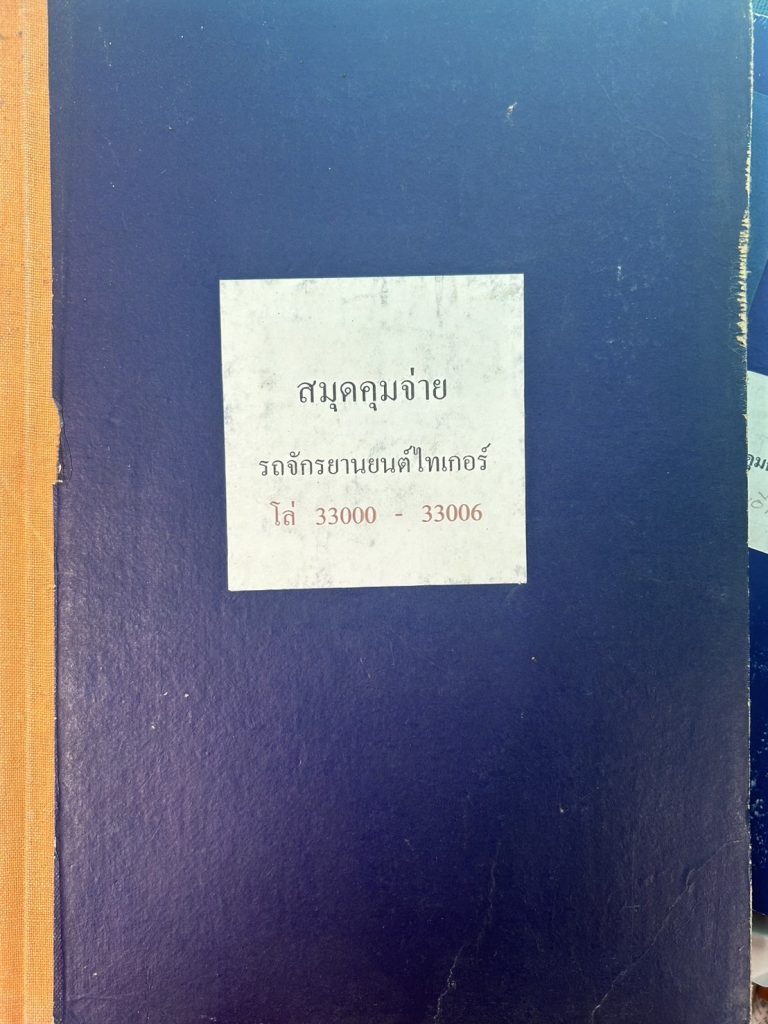 สมุดคุมจ่าย
รถจักรยานยนต์ไทเกอร์
โล่ 33000 - 33006